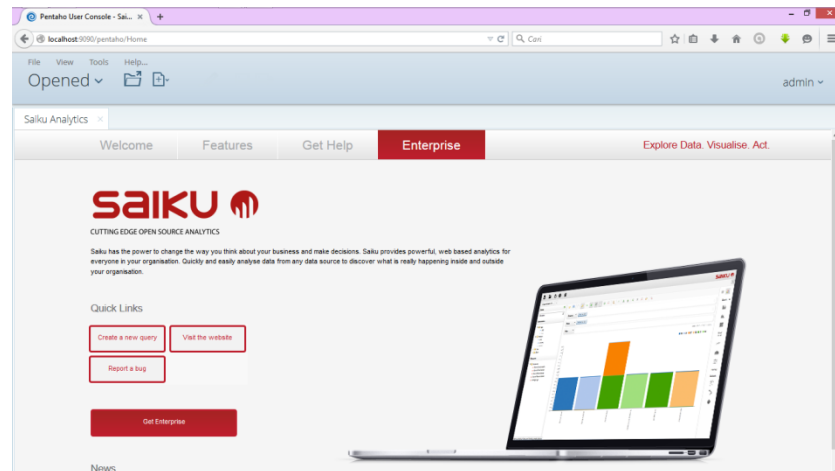 Pentaho User Console - Sai...
localhost:9090/pentaho/Home
Cari
File View Tools Help...
Opened
admin
Saiku Analytics
Welcome Features Get Help Enterprise Explore Data. Visualise. Act.
saiku
CUTTING EDGE OPEN SOURCE ANALYTICS
Saiku has the power to change the way you think about your business and make decisions. Saiku provides powerful, web based analytics for
everyone in your organisation. Quickly and easily analyse data from any data source to discover what is really happening inside and outside
your organisation.
Quick Links
Create a new query Visit the website
Report a bug
Get Enterprise
News